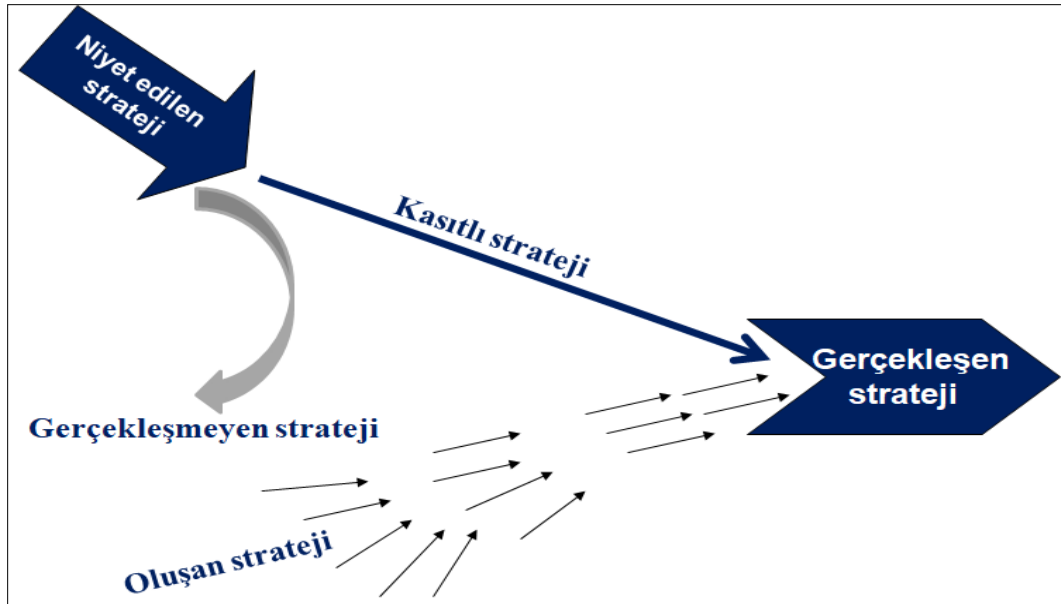 Niyet edilen
strateji
Kasıtlı strateji
Gerçekleşen
strateji
Gerçekleşmeyen strateji
Oluşan strateji